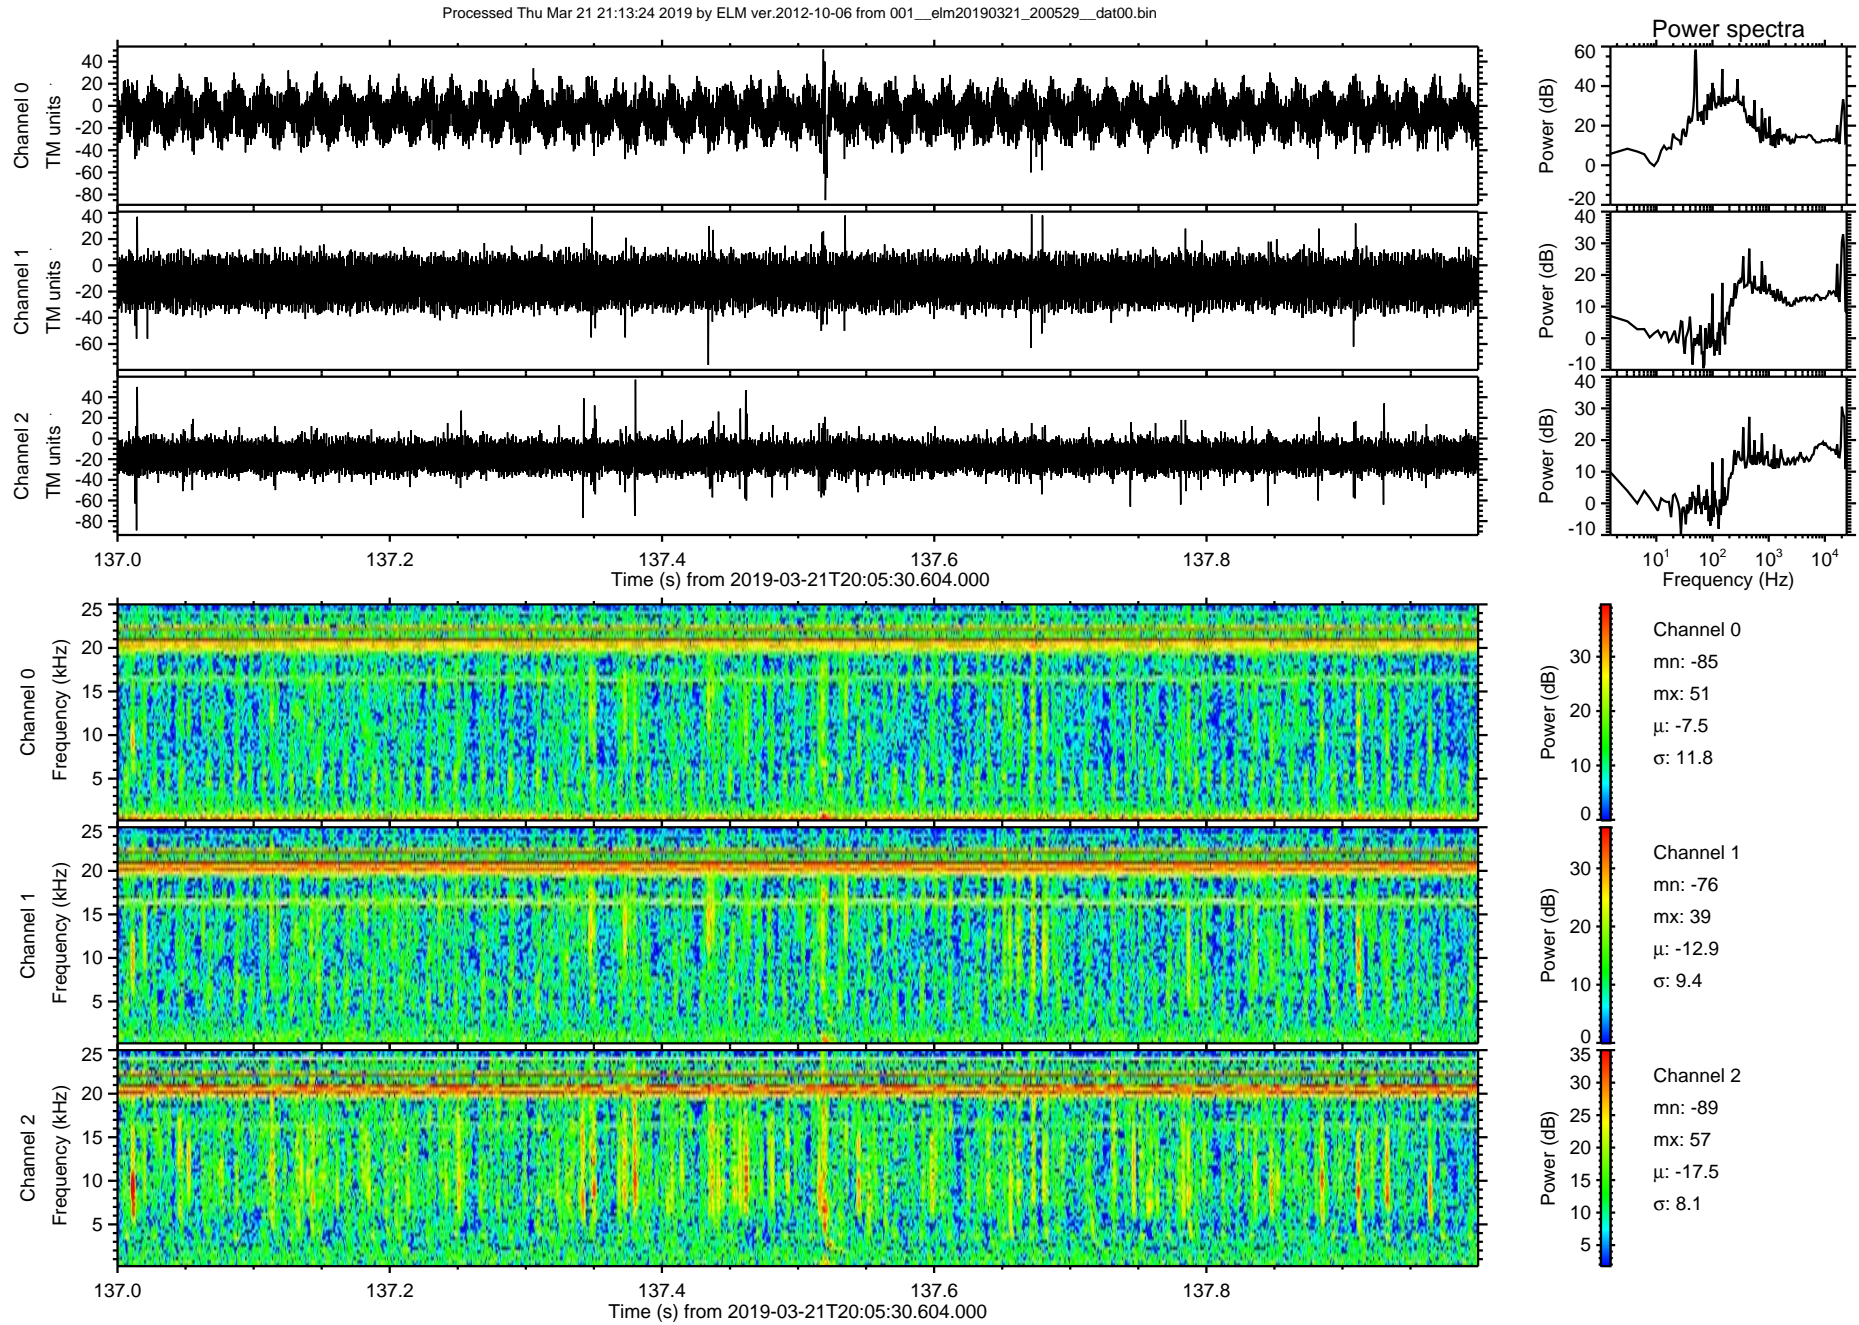 Processed Thu Mar 21 21:13:24 2019 by ELM ver.2012-10-06 from 001__elm20190321_200529__dat00.bin
Power spectra
Channel 0
TM units
40
20
0
-20
-40
-60
-80
Power (dB)
60
40
20
0
-20
Channel 1
TM units
40
20
0
-20
-40
-60
Power (dB)
40
30
20
10
0
-10
Channel 2
TM units
40
20
0
-20
-40
-60
-80
Power (dB)
40
30
20
10
0
-10
137.0 137.2 137.4 137.6 137.8
Time (s) from 2019-03-21T20:05:30.604.000
10¹ 10² 10³ 10⁴
Frequency (Hz)
Channel 0
Frequency (kHz)
25
20
15
10
5
Power (dB)
30
20
10
0
Channel 0
mn: -85
mx: 51
μ: -7.5
σ: 11.8
Channel 1
Frequency (kHz)
25
20
15
10
5
Power (dB)
30
20
10
0
Channel 1
mn: -76
mx: 39
μ: -12.9
σ: 9.4
Channel 2
Frequency (kHz)
25
20
15
10
5
Power (dB)
35
30
25
20
15
10
5
Channel 2
mn: -89
mx: 57
μ: -17.5
σ: 8.1
137.0 137.2 137.4 137.6 137.8
Time (s) from 2019-03-21T20:05:30.604.000